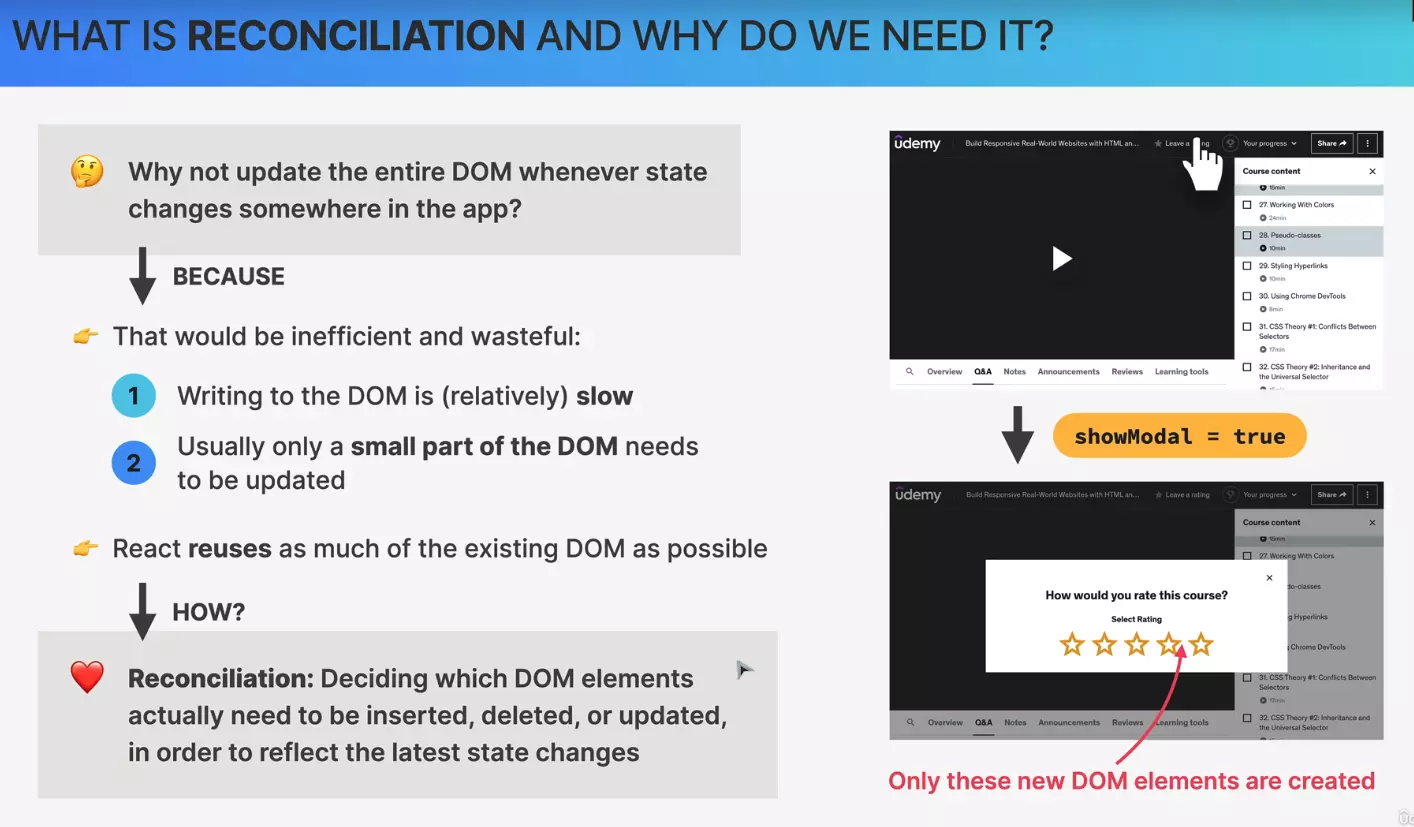 WHAT IS RECONCILIATION AND WHY DO WE NEED IT?
Why not update the entire DOM whenever state
changes somewhere in the app?
BECAUSE
That would be inefficient and wasteful:
1
Writing to the DOM is (relatively) slow
2
Usually only a small part of the DOM needs
to be updated
React reuses as much of the existing DOM as possible
HOW?
Reconciliation: Deciding which DOM elements
actually need to be inserted, deleted, or updated,
in order to reflect the latest state changes
ûdemy
Build Responsive Real-World Websites with HTML an...
Leave a
Your progress
Share
Course content
15min
27. Working With Colors
24min
28. Pseudo-classes
10min
29. Styling Hyperlinks
10min
30. Using Chrome DevTools
8min
31. CSS Theory #1: Conflicts Between
Selectors
17min
32. CSS Theory #2: Inheritance and
the Universal Selector
Overview
Q&A
Notes
Announcements
Reviews
Learning tools
showModal = true
ûdemy
Build Responsive Real-World Websites with HTML an...
Leave a rating
Your progress
Share
Course content
15min
27. Working With Colors
How would you rate this course?
Select Rating
do-classes
g Hyperlinks
hrome DevTools
31. CSS Theory #1: Conflicts Between
Selectors
17min
32. CSS Theory #2: Inheritance and
the Universal Selector
Overview
Q&A
Notes
Announcements
Reviews
Learning tools
Only these new DOM elements are created